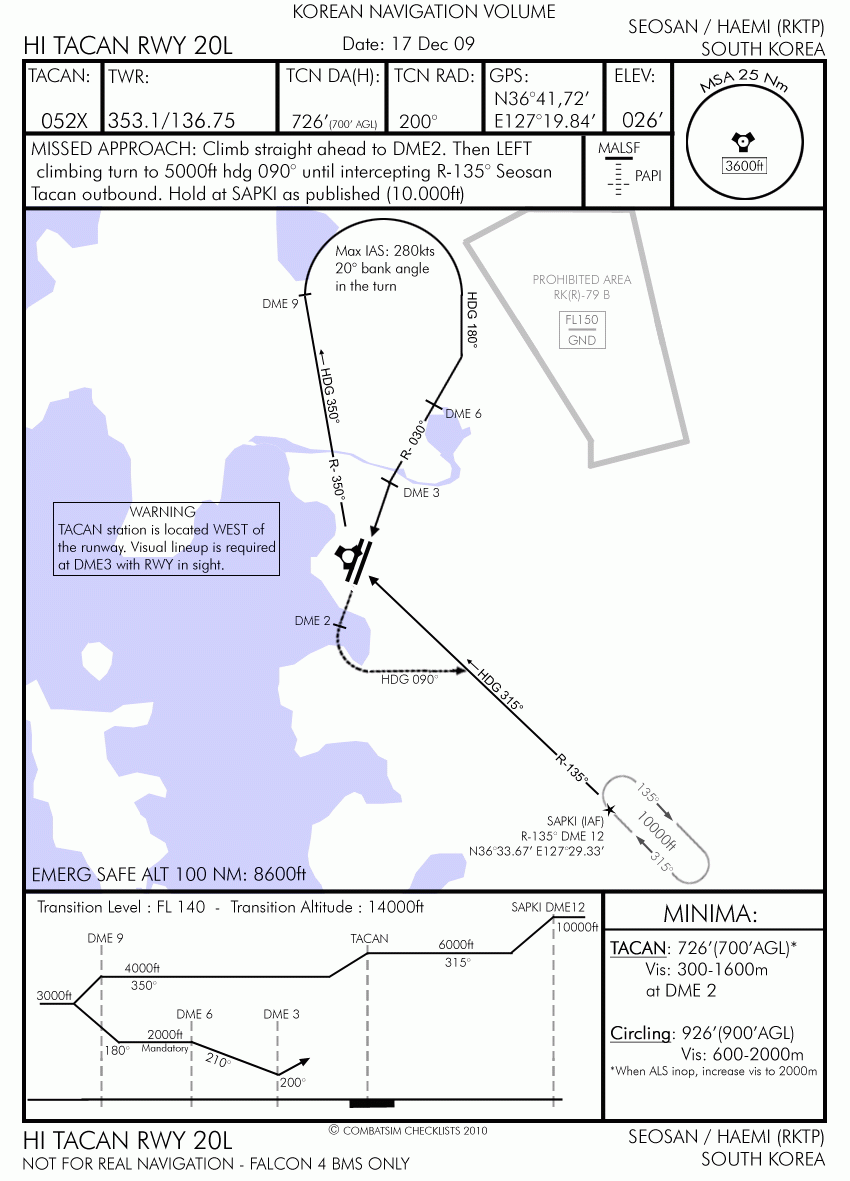 KOREAN NAVIGATION VOLUME
HI TACAN RWY 20L
Date: 17 Dec 09
SEOSAN / HAEMI (RKTP)
SOUTH KOREA
TACAN:
052X
TWR:
353.1/136.75
TCN DA(H):
726'(700' AGL)
TCN RAD:
200°
GPS:
N36°41,72'
E127°19.84'
ELEV:
026'
MSA 25 Nm
3600ft
MISSED APPROACH: Climb straight ahead to DME2. Then LEFT
climbing turn to 5000ft hdg 090° until intercepting R-135° Seosan
Tacan outbound. Hold at SAPKI as published (10.000ft)
MALSF
PAPI
Max IAS: 280kts
20° bank angle
in the turn
DME 9
HDG 180°
PROHIBITED AREA
RK(R)-79 B
FL150
GND
HDG 350°
DME 6
R- 030°
R- 350°
DME 3
WARNING
TACAN station is located WEST of
the runway. Visual lineup is required
at DME3 with RWY in sight.
DME 2
HDG 090°
HDG 315°
R-135°
135°
10000ft
315°
SAPKI (IAF)
R-135° DME 12
N36°33.67' E127°29.33'
EMERG SAFE ALT 100 NM: 8600ft
Transition Level : FL 140 - Transition Altitude : 14000ft
SAPKI DME12
10000ft
DME 9
TACAN
6000ft
315°
4000ft
350°
3000ft
DME 6
DME 3
2000ft
Mandatory
180°
210°
200°
MINIMA:
TACAN: 726'(700'AGL)*
Vis: 300-1600m
at DME 2
Circling: 926'(900'AGL)
Vis: 600-2000m
*When ALS inop, increase vis to 2000m
HI TACAN RWY 20L
© COMBATSIM CHECKLISTS 2010
SEOSAN / HAEMI (RKTP)
NOT FOR REAL NAVIGATION - FALCON 4 BMS ONLY
SOUTH KOREA